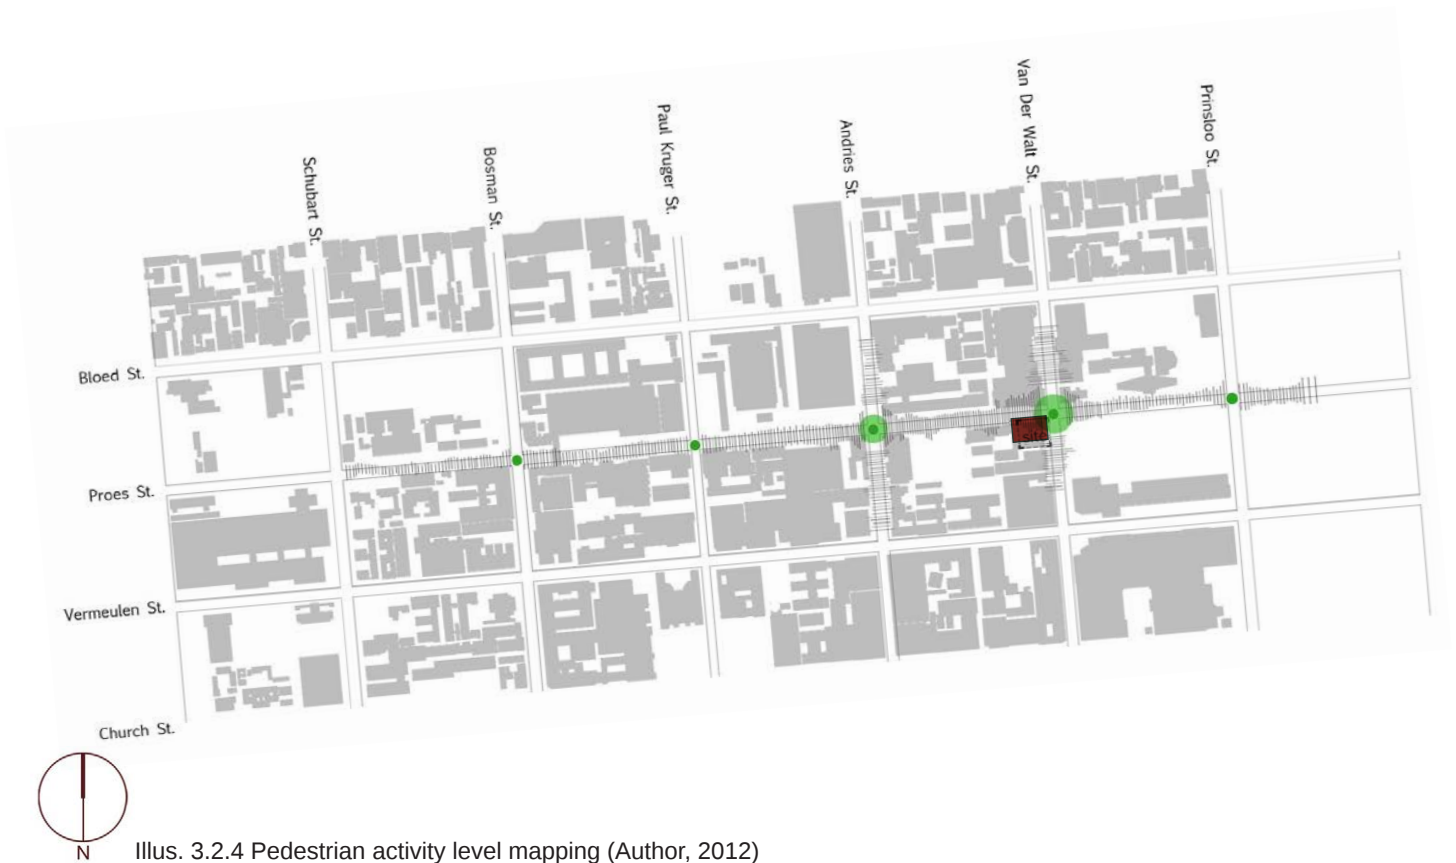 Schubart St.
Bosman St.
Paul Kruger St.
Andries St.
Van Der Walt St.
Prinsloo St.
Bloed St.
Proes St.
Vermeulen St.
Church St.
site
N
Illus. 3.2.4 Pedestrian activity level mapping (Author, 2012)